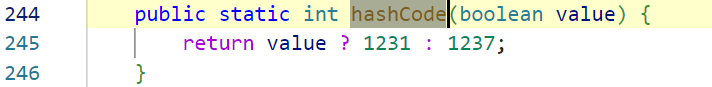 244 public static int hashCode(boolean value) {
245 return value ? 1231 : 1237;
246 }